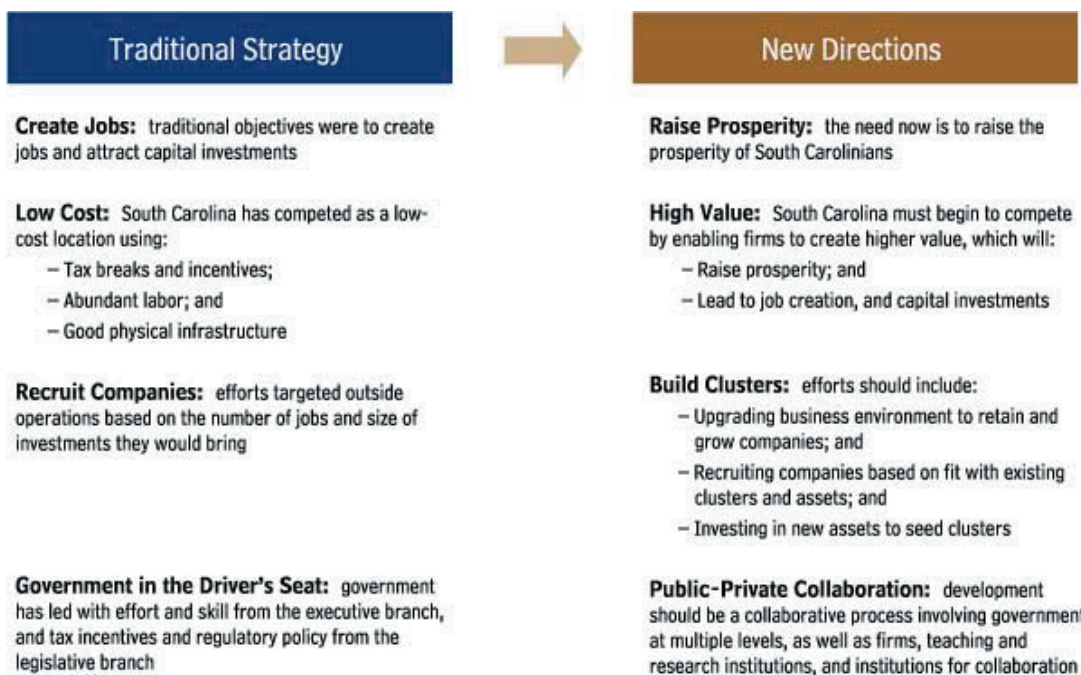 Traditional Strategy
Create Jobs: traditional objectives were to create
jobs and attract capital investments
Low Cost: South Carolina has competed as a low-
cost location using:
– Tax breaks and incentives;
– Abundant labor; and
– Good physical infrastructure
Recruit Companies: efforts targeted outside
operations based on the number of jobs and size of
investments they would bring
Government in the Driver's Seat: government
has led with effort and skill from the executive branch,
and tax incentives and regulatory policy from the
legislative branch
New Directions
Raise Prosperity: the need now is to raise the
prosperity of South Carolinians
High Value: South Carolina must begin to compete
by enabling firms to create higher value, which will:
– Raise prosperity; and
– Lead to job creation, and capital investments
Build Clusters: efforts should include:
– Upgrading business environment to retain and
grow companies; and
– Recruiting companies based on fit with existing
clusters and assets; and
– Investing in new assets to seed clusters
Public-Private Collaboration: development
should be a collaborative process involving government
at multiple levels, as well as firms, teaching and
research institutions, and institutions for collaboration